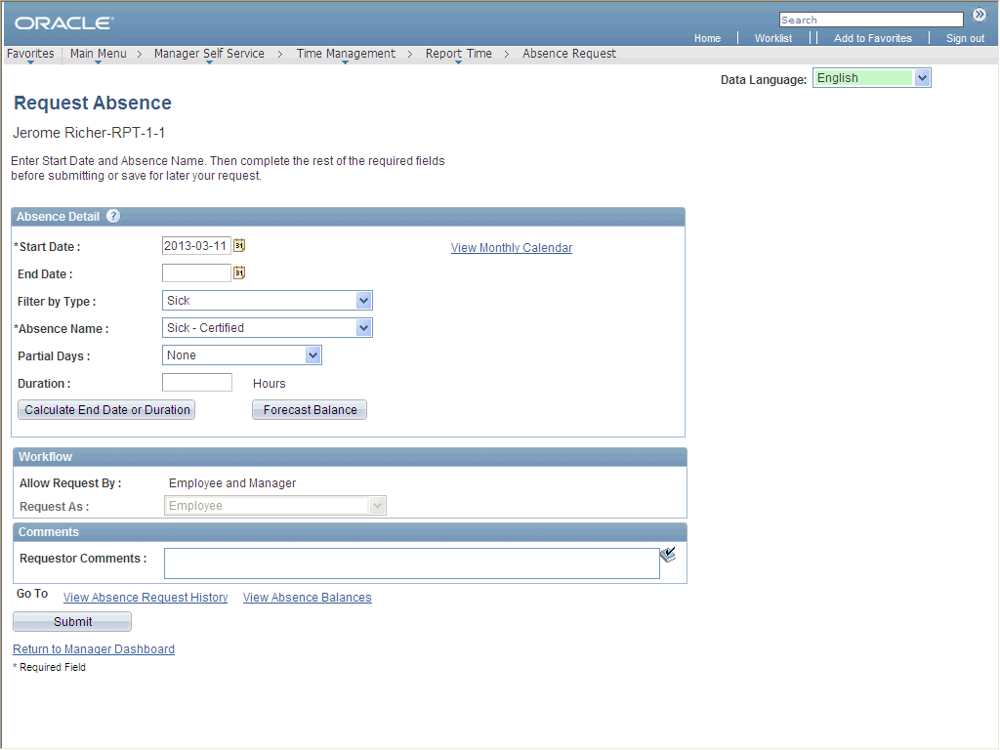 ORACLE
Search
Home Worklist Add to Favorites Sign out
Favorites Main Menu > Manager Self Service > Time Management > Report Time > Absence Request
Data Language: English
Request Absence
Jerome Richer-RPT-1-1
Enter Start Date and Absence Name. Then complete the rest of the required fields
before submitting or save for later your request.
Absence Detail ?
*Start Date : 2013-03-11 31 View Monthly Calendar
End Date : 31
Filter by Type : Sick
*Absence Name : Sick - Certified
Partial Days : None
Duration : Hours
Calculate End Date or Duration Forecast Balance
Workflow
Allow Request By : Employee and Manager
Request As : Employee
Comments
Requestor Comments :
Go To View Absence Request History View Absence Balances
Submit
Return to Manager Dashboard
* Required Field